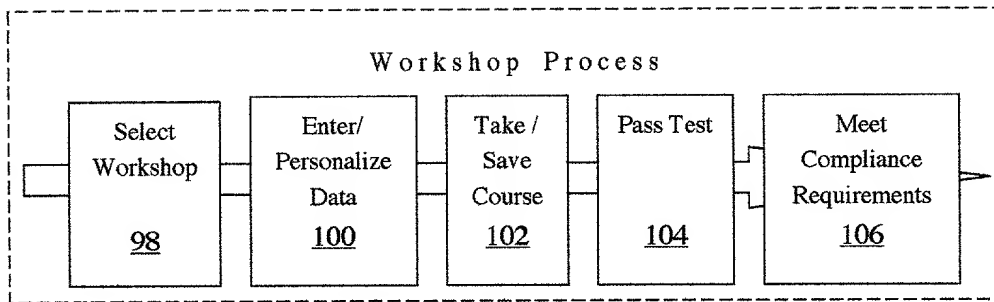 Workshop Process
Select
Workshop
98
Enter/
Personalize
Data
100
Take /
Save
Course
102
Pass Test
104
Meet
Compliance
Requirements
106